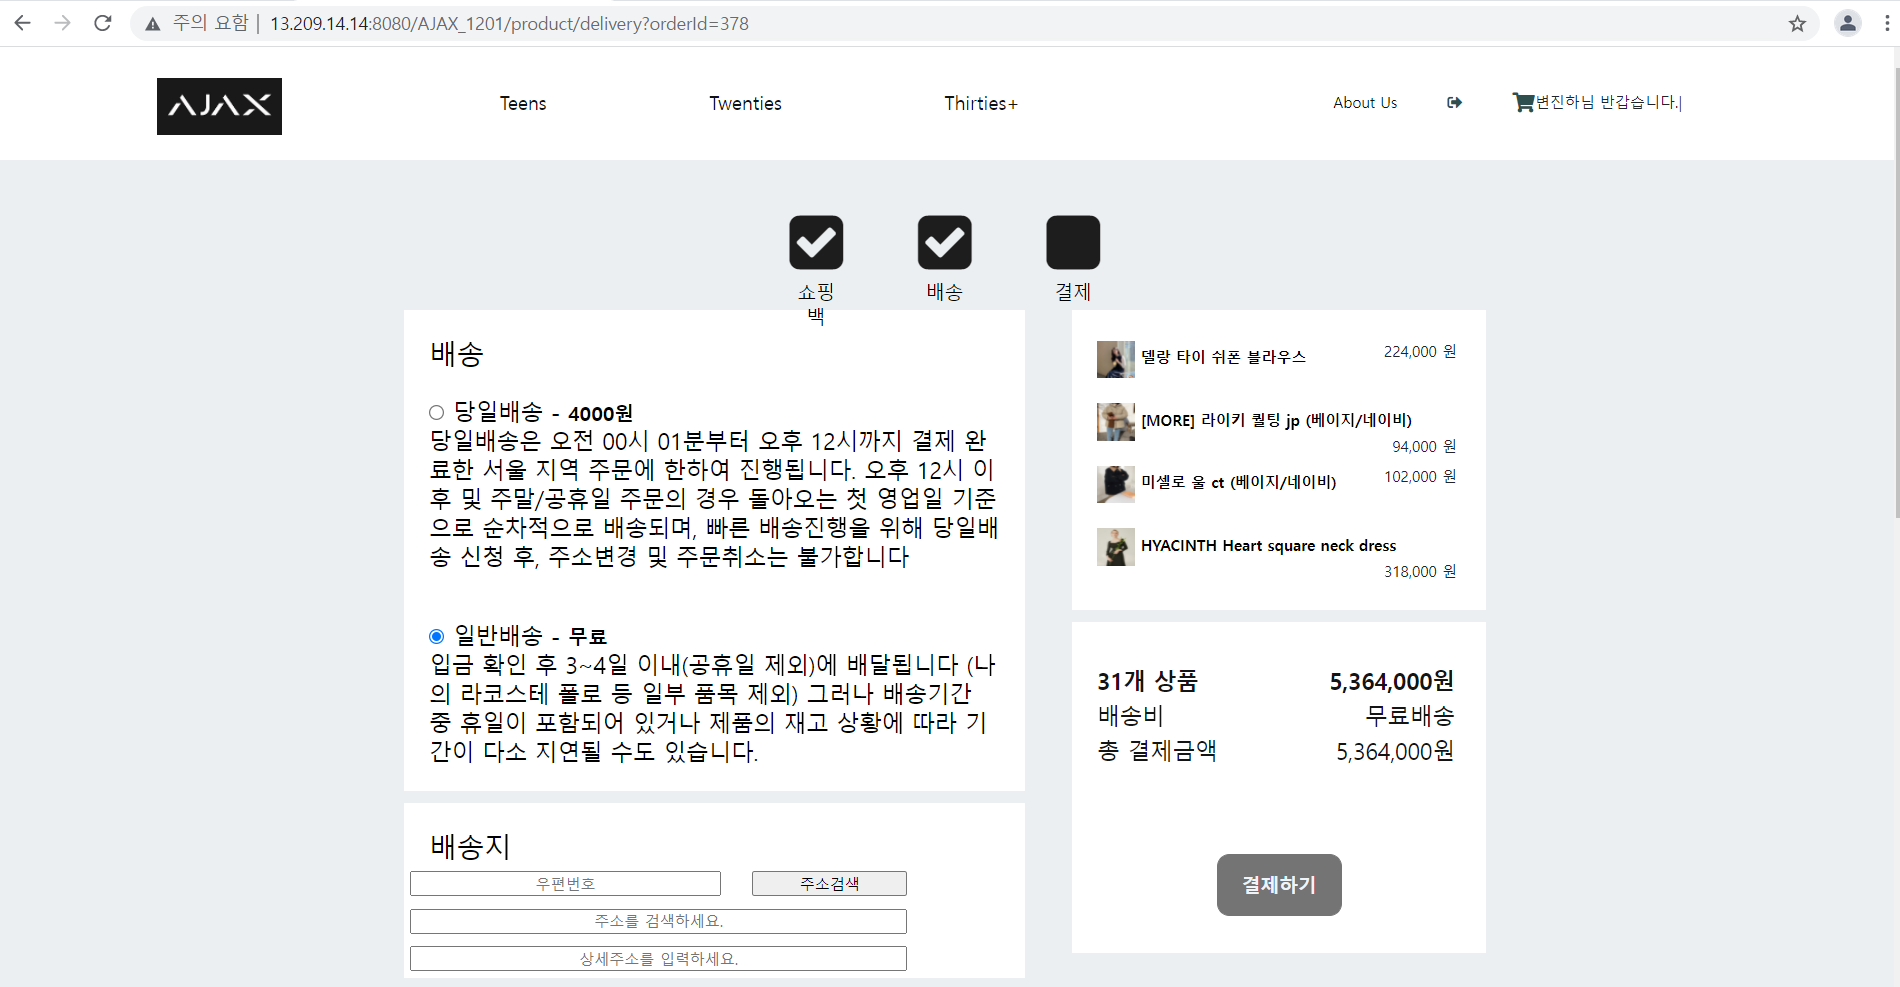 주의 요함 | 13.209.14.14:8080/AJAX_1201/product/delivery?orderId=378
AJAX
Teens
Twenties
Thirties+
About Us
변진하님 반갑습니다.|
쇼핑
백
배송
결제
배송
당일배송 - 4000원
당일배송은 오전 00시 01분부터 오후 12시까지 결제 완
료한 서울 지역 주문에 한하여 진행됩니다. 오후 12시 이
후 및 주말/공휴일 주문의 경우 돌아오는 첫 영업일 기준
으로 순차적으로 배송되며, 빠른 배송진행을 위해 당일배
송 신청 후, 주소변경 및 주문취소는 불가합니다
일반배송 - 무료
입금 확인 후 3~4일 이내(공휴일 제외)에 배달됩니다 (나
의 라코스테 폴로 등 일부 품목 제외) 그러나 배송기간
중 휴일이 포함되어 있거나 제품의 재고 상황에 따라 기
간이 다소 지연될 수도 있습니다.
배송지
우편번호
주소검색
주소를 검색하세요.
상세주소를 입력하세요.
델랑 타이 쉬폰 블라우스
224,000 원
[MORE] 라이키 퀄팅 jp (베이지/네이비)
94,000 원
미셀로 울 ct (베이지/네이비)
102,000 원
HYACINTH Heart square neck dress
318,000 원
31개 상품 5,364,000원
배송비 무료배송
총 결제금액 5,364,000원
결제하기